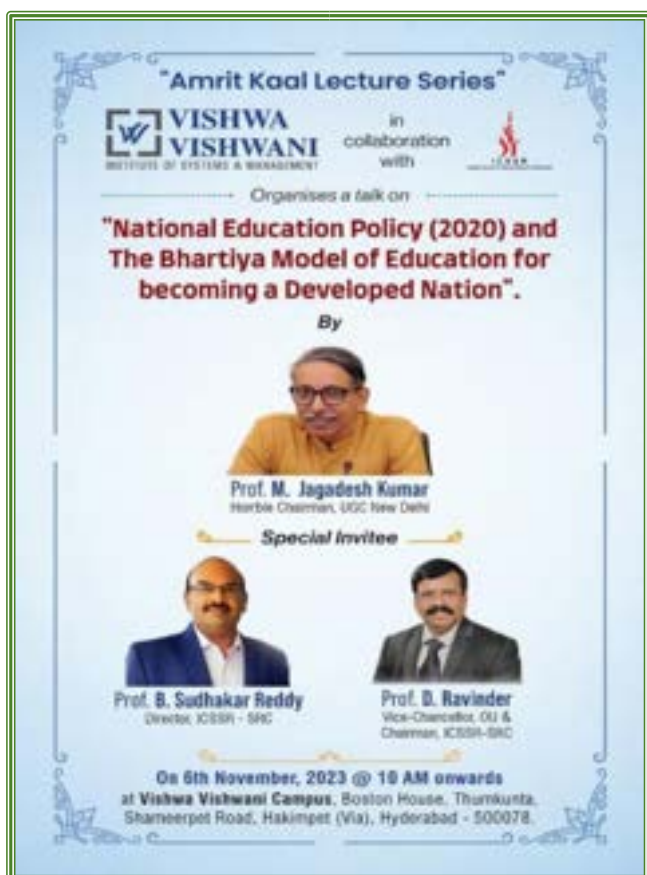 "Amrit Kaal Lecture Series"
VISHWA
VISHWANI
INSTITUTE OF SYSTEMS & MANAGEMENT
in
collaboration
with
ICSSR
Organises a talk on
"National Education Policy (2020) and
The Bhartiya Model of Education for
becoming a Developed Nation".
By
Prof. M. Jagadesh Kumar
Hon'ble Chairman, UGC New Delhi
Special Invitee
Prof. B. Sudhakar Reddy
Director, ICSSR - SRC
Prof. D. Ravinder
Vice-Chancellor, OU &
Chairman, ICSSR-SRC
On 6th November, 2023 @ 10 AM onwards
at Vishwa Vishwani Campus, Boston House, Thumkunta,
Shameerpet Road, Hakimpet (Via), Hyderabad - 500078.